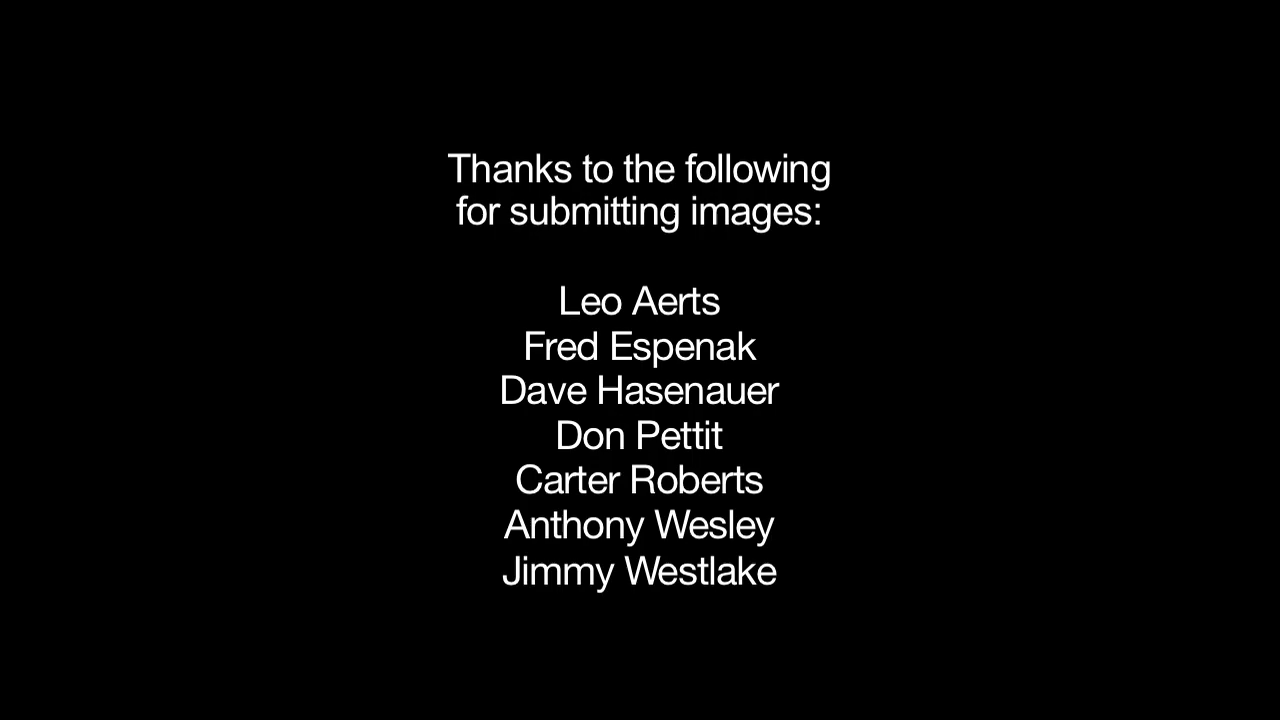 Thanks to the following
for submitting images:
Leo Aerts
Fred Espenak
Dave Hasenauer
Don Pettit
Carter Roberts
Anthony Wesley
Jimmy Westlake